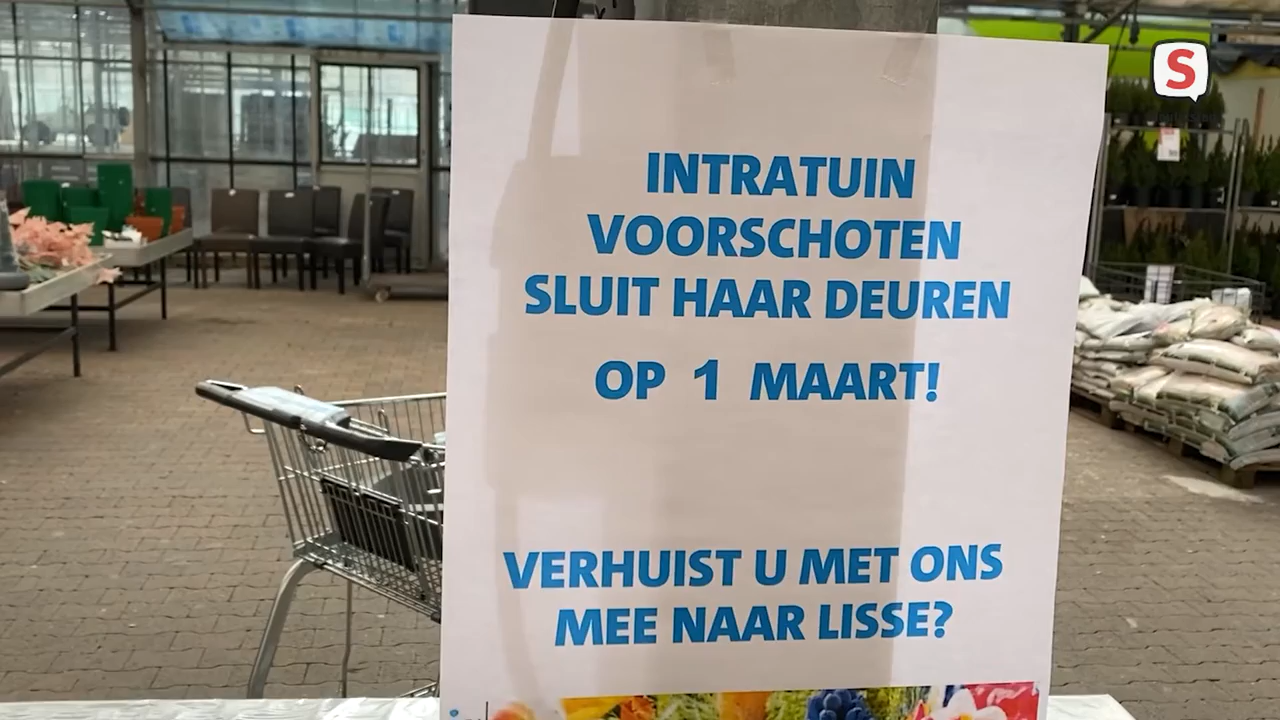 INTRATUIN
VOORSCHOTEN
SLUIT HAAR DEUREN
OP 1 MAART!
VERHUIST U MET ONS
MEE NAAR LISSE?
S